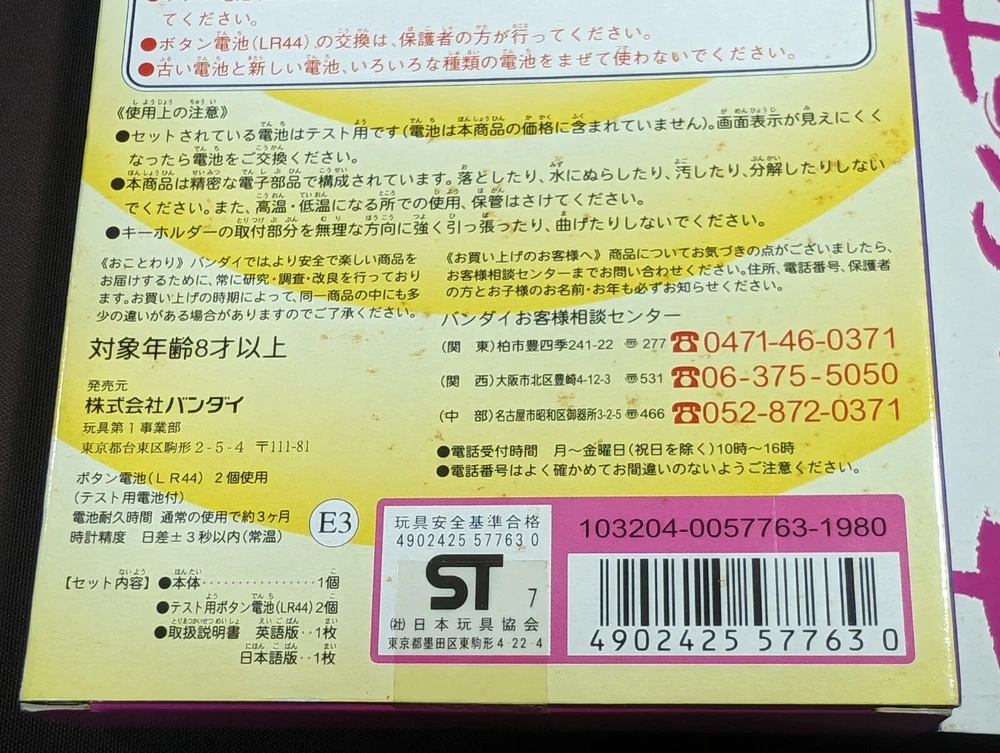 てください。
●ボタン電池(LR44)の交換は、保護者の方が行ってください。
●古い電池と新しい電池、いろいろな種類の電池をまぜて使わないでください。
《使用上の注意》
●セットされている電池はテスト用です(電池は本商品の価格に含まれていません)。画面表示が見えにくく
なったら電池をご交換ください。
●本商品は精密な電子部品で構成されています。落としたり、水にぬらしたり、汚したり、分解したりしない
でください。また、高温・低温になる所での使用、保管はさけてください。
●キーホルダーの取付部分を無理な方向に強く引っ張ったり、曲げたりしないでください。
《おことわり》バンダイでは、より安全で楽しい商品を
お届けするために、常に研究・調査・改良を行っており
ます。お買い上げの時期によって、同一商品の中にも多
少の違いがある場合がありますのでご了承ください。
《お買い上げのお客様へ》商品についてお気づきの点がございましたら、
お客様相談センターまでお問い合わせください。住所、電話番号、保護者
の方とお子様のお名前・お年も必ずお知らせください。
バンダイお客様相談センター
(関 東)柏市豊四季241-22 〠277 ☎0471-46-0371
(関 西)大阪市北区豊崎4-12-3 〠531 ☎06-375-5050
(中 部)名古屋市昭和区御器所3-2-5 〠466 ☎052-872-0371
●電話受付時間 月〜金曜日(祝日を除く)10時〜16時
●電話番号はよく確かめてお間違いのないようご注意ください。
対象年齢8才以上
発売元
株式会社バンダイ
玩具第1事業部
東京都台東区駒形2-5-4 〒111-81
ボタン電池(LR44) 2個使用
(テスト用電池付)
電池耐久時間 通常の使用で約3ヶ月
時計精度 日差±3秒以内(常温)
E3
【セット内容】●本体………………1個
●テスト用ボタン電池(LR44)2個
●取扱説明書 英語版‥1枚
日本語版‥1枚
玩具安全基準合格
4902425 57763 0
ST 7
(社)日本玩具協会
東京都墨田区東駒形4-22-4
103204-0057763-1980
4902425 57763 0